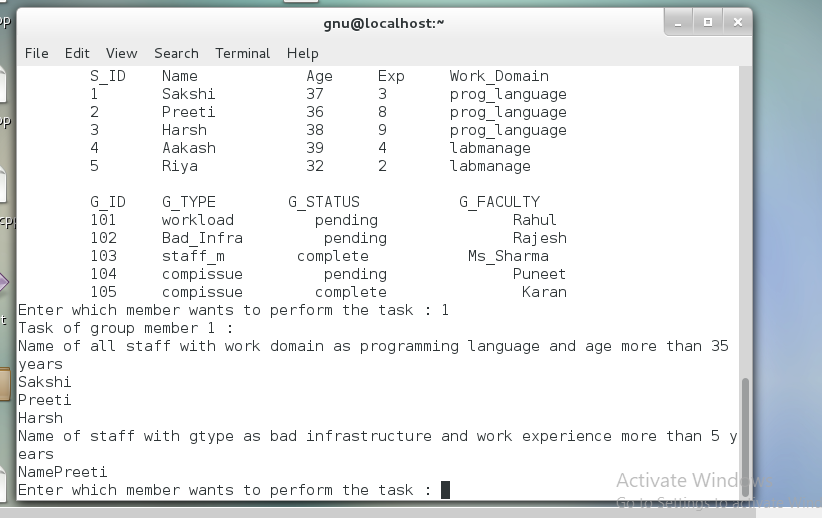 gnu@localhost:~
File Edit View Search Terminal Help
S_ID Name Age Exp Work_Domain
1 Sakshi 37 3 prog_language
2 Preeti 36 8 prog_language
3 Harsh 38 9 prog_language
4 Aakash 39 4 labmanage
5 Riya 32 2 labmanage
G_ID G_TYPE G_STATUS G_FACULTY
101 workload pending Rahul
102 Bad_Infra pending Rajesh
103 staff_m complete Ms_Sharma
104 compissue pending Puneet
105 compissue complete Karan
Enter which member wants to perform the task : 1
Task of group member 1 :
Name of all staff with work domain as programming language and age more than 35
years
Sakshi
Preeti
Harsh
Name of staff with gtype as bad infrastructure and work experience more than 5 y
ears
NamePreeti
Enter which member wants to perform the task :
Activate Windows
Go to Settings to activate